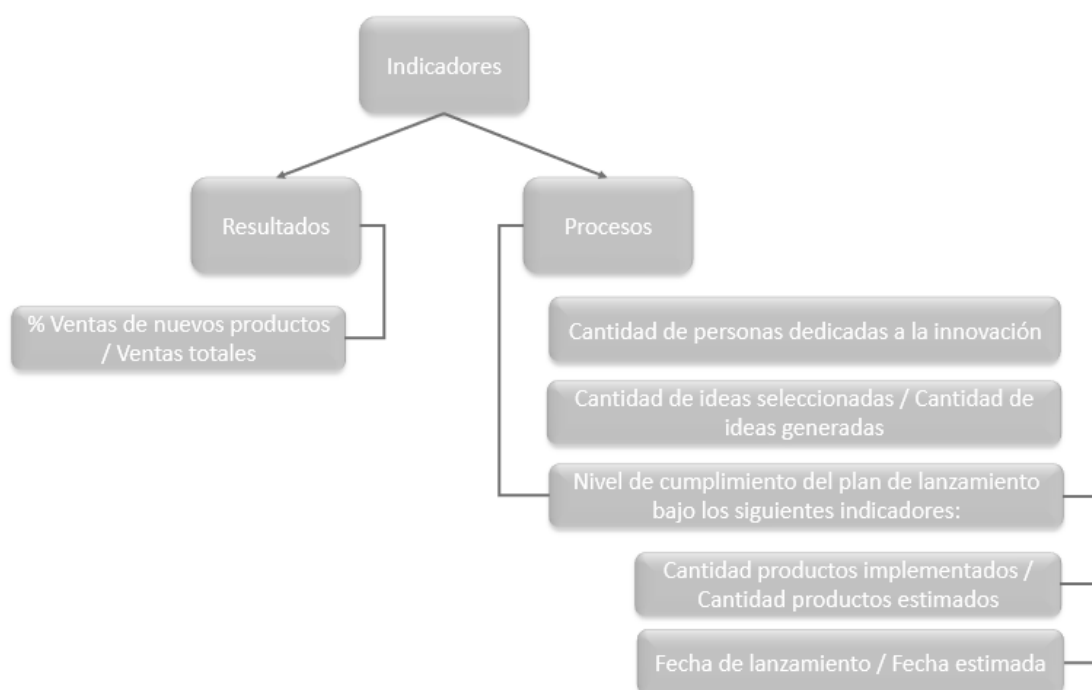 Indicadores
Resultados
Procesos
% Ventas de nuevos productos
/ Ventas totales
Cantidad de personas dedicadas a la innovación
Cantidad de ideas seleccionadas / Cantidad de
ideas generadas
Nivel de cumplimiento del plan de lanzamiento
bajo los siguientes indicadores:
Cantidad productos implementados /
Cantidad productos estimados
Fecha de lanzamiento / Fecha estimada